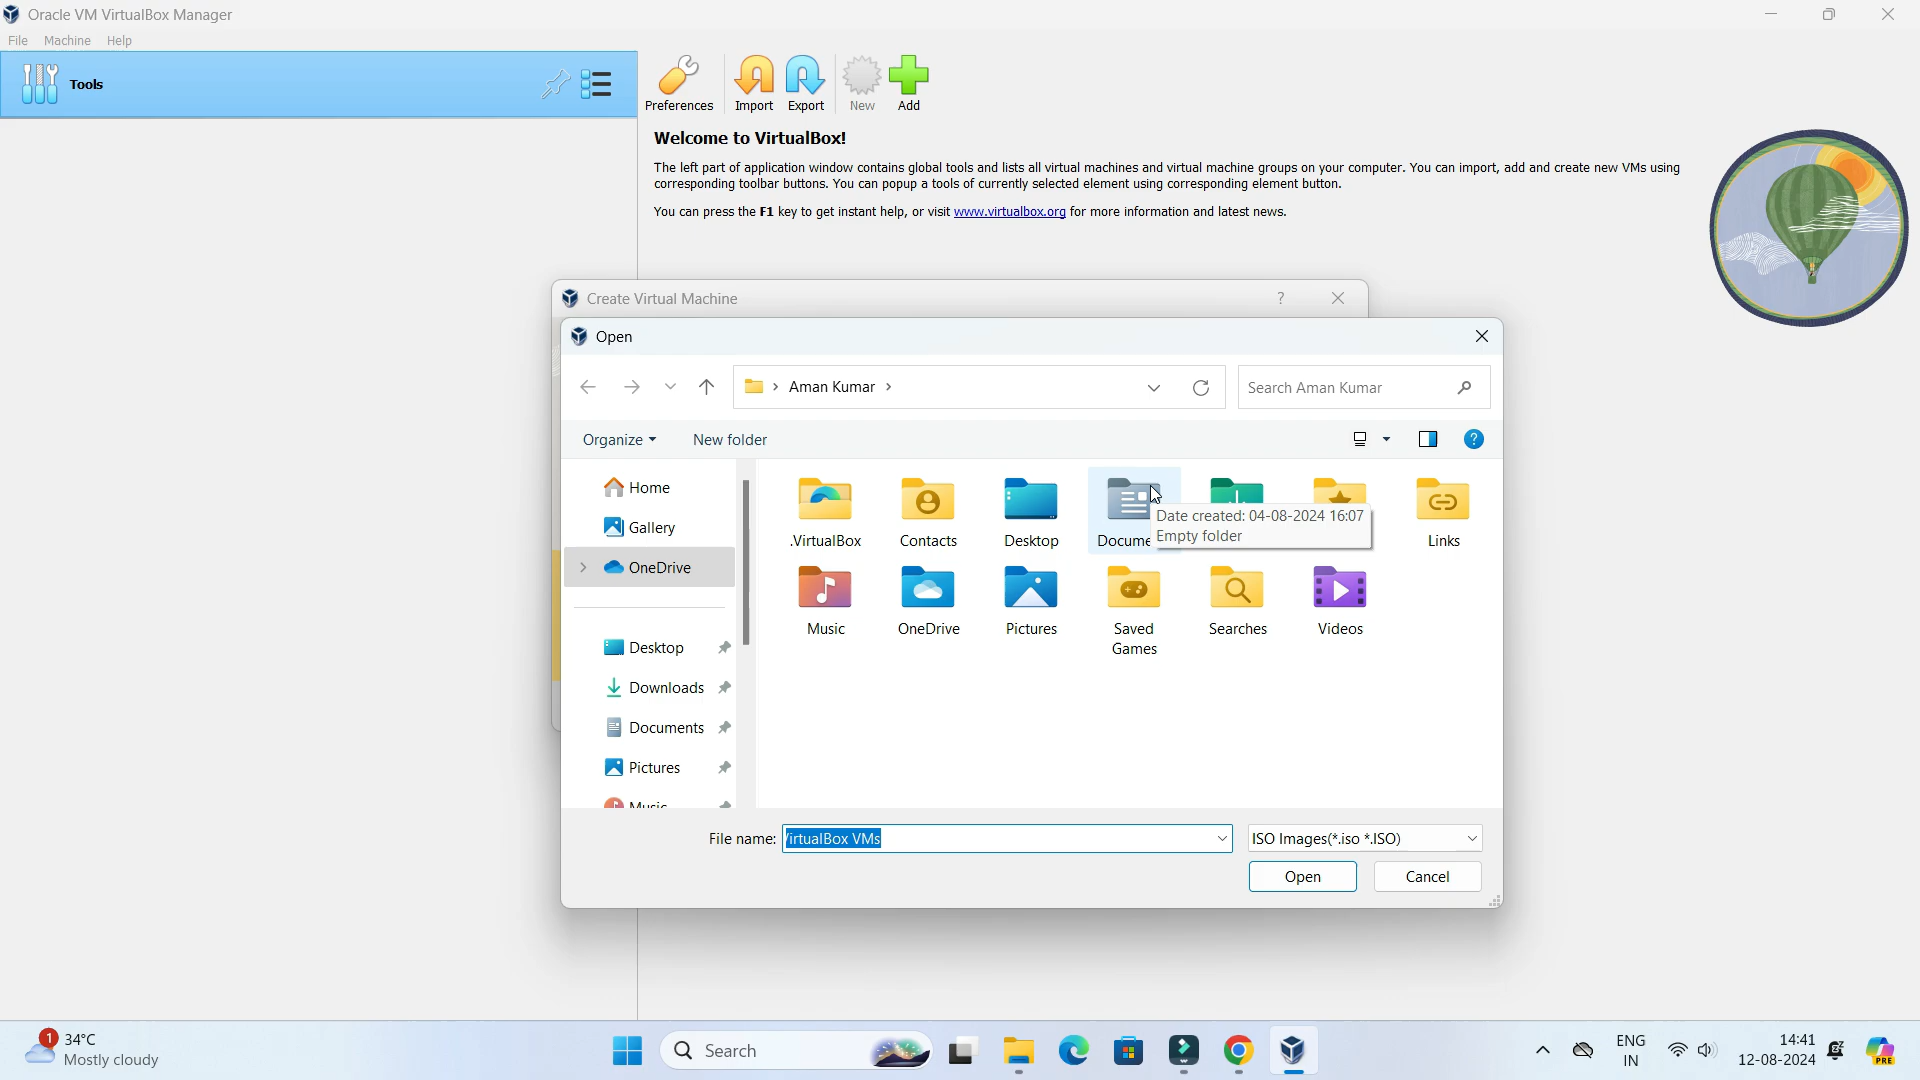 Oracle VM VirtualBox Manager
File Machine Help
Tools
Preferences Import Export New Add
Welcome to VirtualBox!
The left part of application window contains global tools and lists all virtual machines and virtual machine groups on your computer. You can import, add and create new VMs using
corresponding toolbar buttons. You can popup a tools of currently selected element using corresponding element button.
You can press the F1 key to get instant help, or visit www.virtualbox.org for more information and latest news.
Create Virtual Machine
?
Open
Aman Kumar
Search Aman Kumar
Organize
New folder
?
Home
Gallery
OneDrive
Desktop
Downloads
Documents
Pictures
Music
.VirtualBox
Contacts
Desktop
Docume
Date created: 04-08-2024 16:07
Empty folder
Links
Music
OneDrive
Pictures
Saved
Games
Searches
Videos
File name:
VirtualBox VMs
ISO Images(*.iso *.ISO)
Open
Cancel
1
34°C
Mostly cloudy
Search
ENG
IN
14:41
12-08-2024
PRE